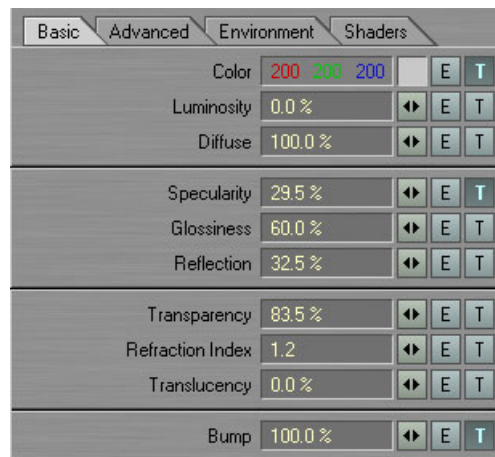 Basic Advanced Environment Shaders
Color 200 200 200 E T
Luminosity 0.0 % E T
Diffuse 100.0 % E T
Specularity 29.5 % E T
Glossiness 60.0 % E T
Reflection 32.5 % E T
Transparency 83.5 % E T
Refraction Index 1.2 E T
Translucency 0.0 % E T
Bump 100.0 % E T